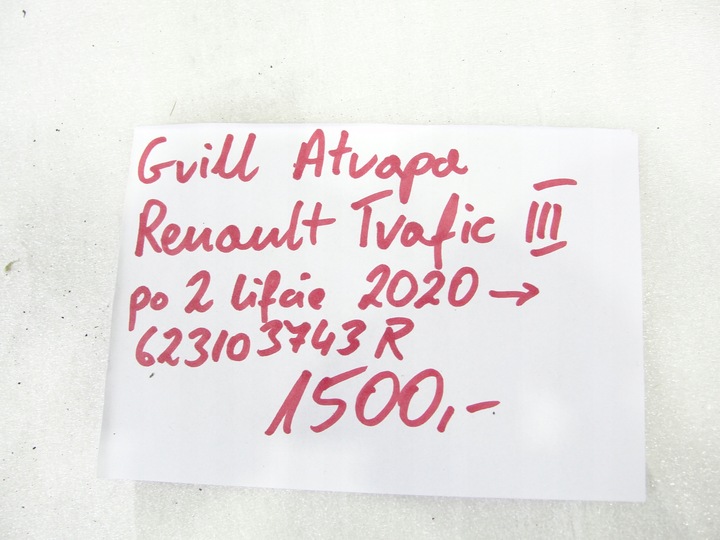 Grill Atrapa
Renault Trafic III
po 2 lifcie 2020 →
623103743R
1500,-